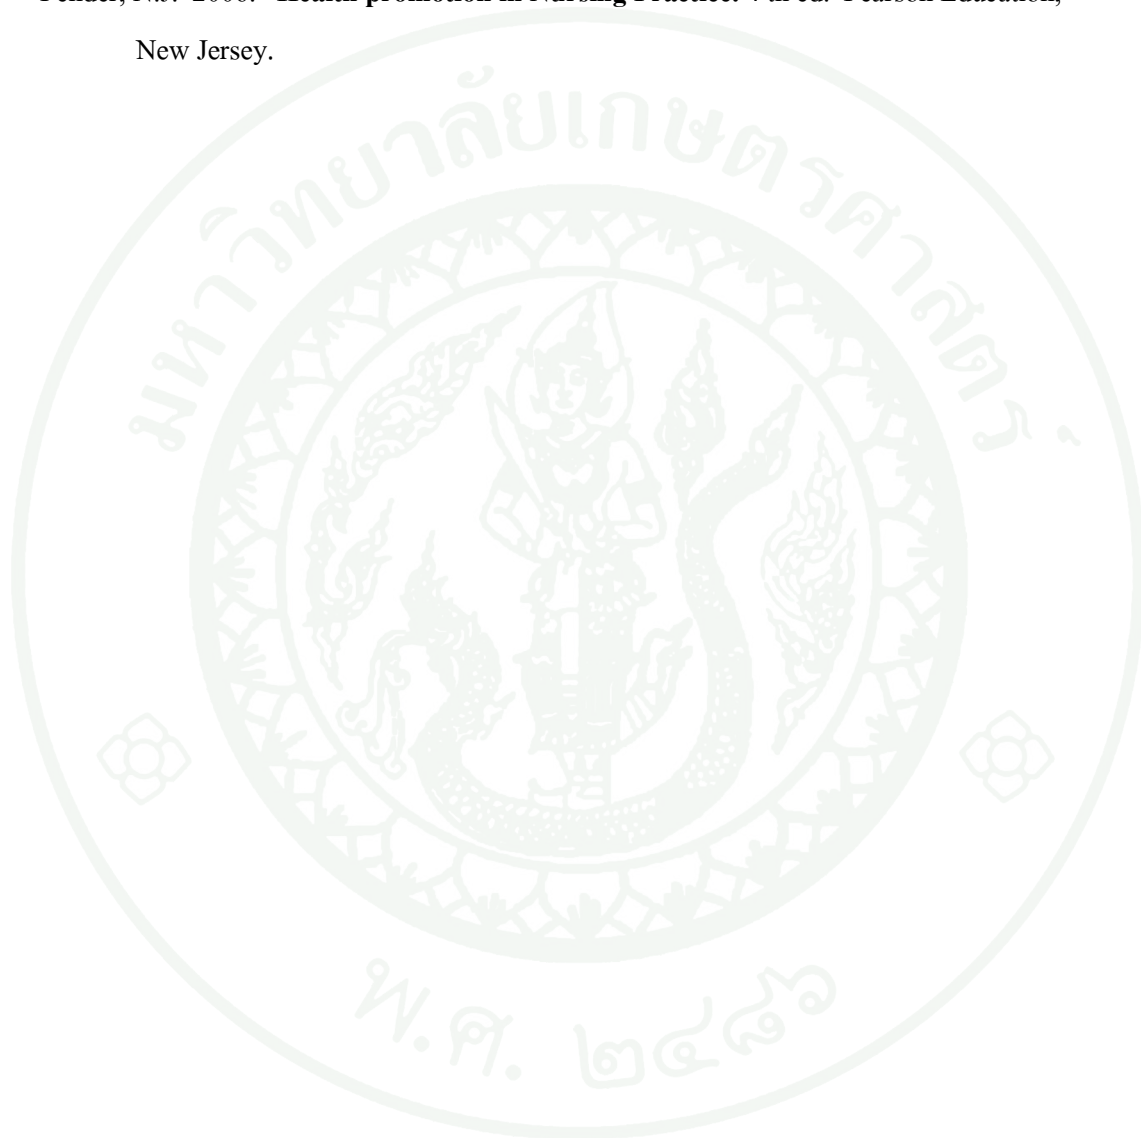 Pender, N.J. 2006. Health promotion in Nursing Practice. 4 th ed. Pearson Education,
New Jersey.
มหาวิทยาลัยเกษตรศาสตร์
พ.ศ. ๒๔๘๖